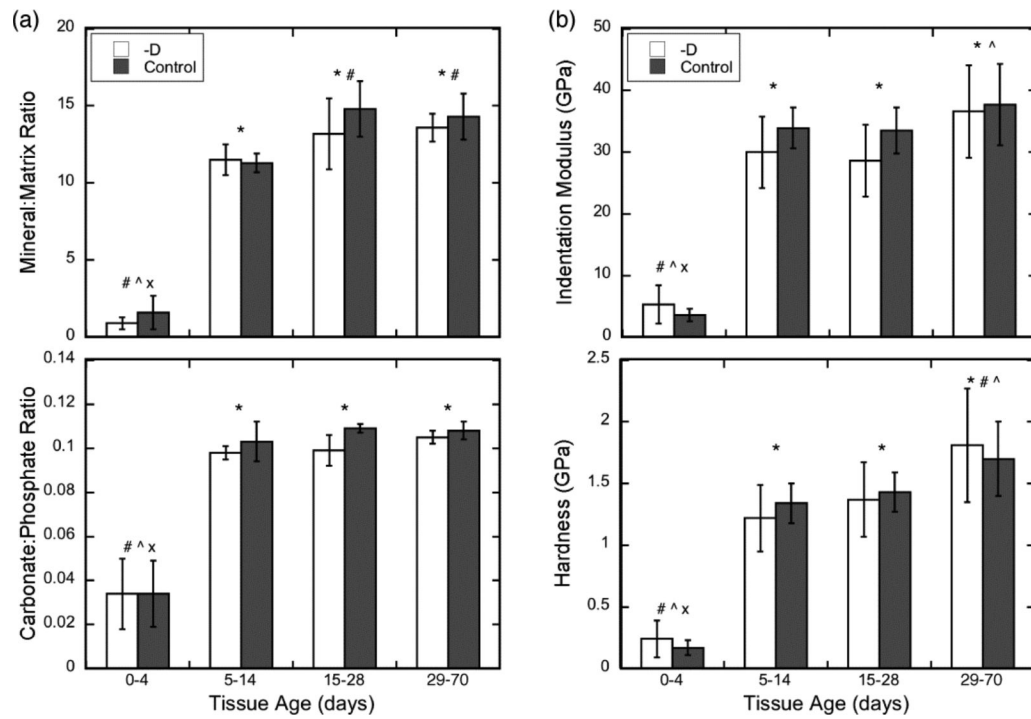 (a)
20
15
10
5
0
Mineral:Matrix Ratio
-D
Control
# ^ x
*
* #
* #
0.14
0.12
0.1
0.08
0.06
0.04
0.02
0
Carbonate:Phosphate Ratio
# ^ x
*
*
*
0-4
5-14
15-28
29-70
Tissue Age (days)
(b)
50
40
30
20
10
0
Indentation Modulus (GPa)
-D
Control
# ^ x
*
*
* ^
2.5
2
1.5
1
0.5
0
Hardness (GPa)
# ^ x
*
*
* # ^
0-4
5-14
15-28
29-70
Tissue Age (days)